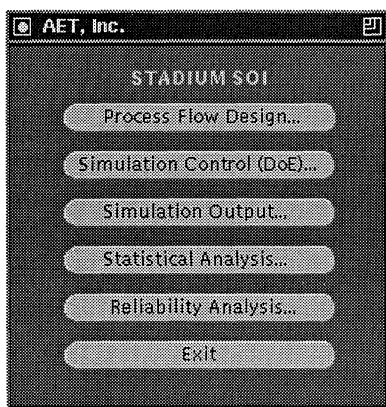 AET, Inc.
STADIUM SOI
Process Flow Design...
Simulation Control (DoE)...
Simulation Output...
Statistical Analysis...
Reliability Analysis...
Exit